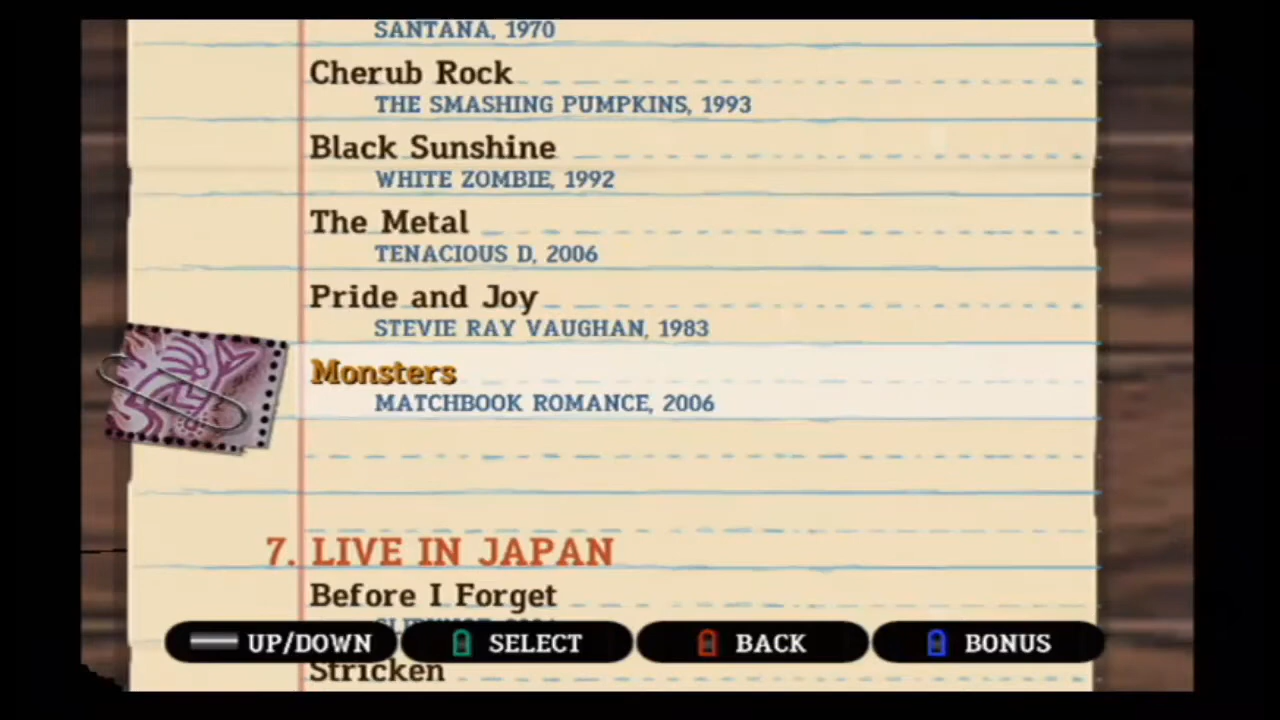 SANTANA, 1970
Cherub Rock
THE SMASHING PUMPKINS, 1993
Black Sunshine
WHITE ZOMBIE, 1992
The Metal
TENACIOUS D, 2006
Pride and Joy
STEVIE RAY VAUGHAN, 1983
Monsters
MATCHBOOK ROMANCE, 2006
7. LIVE IN JAPAN
Before I Forget
UP/DOWN SELECT BACK BONUS
Stricken